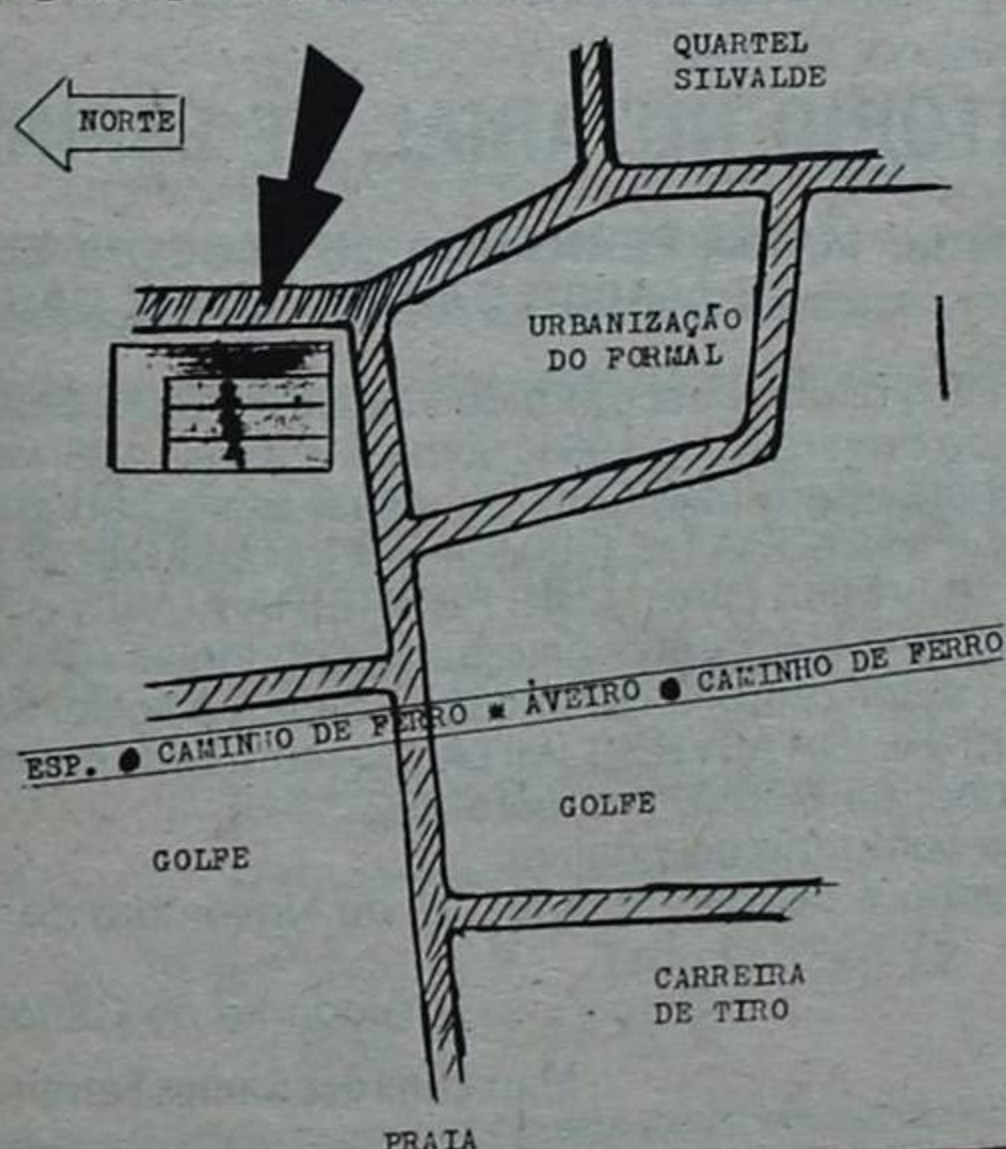 QUARTEL
SILVALDE
NORTE
URBANIZAÇÃO
DO FORMAL
ESP. ● CAMINHO DE FERRO * AVEIRO ● CAMINHO DE FERRO
GOLFE
GOLFE
CARREIRA
DE TIRO
PRAIA